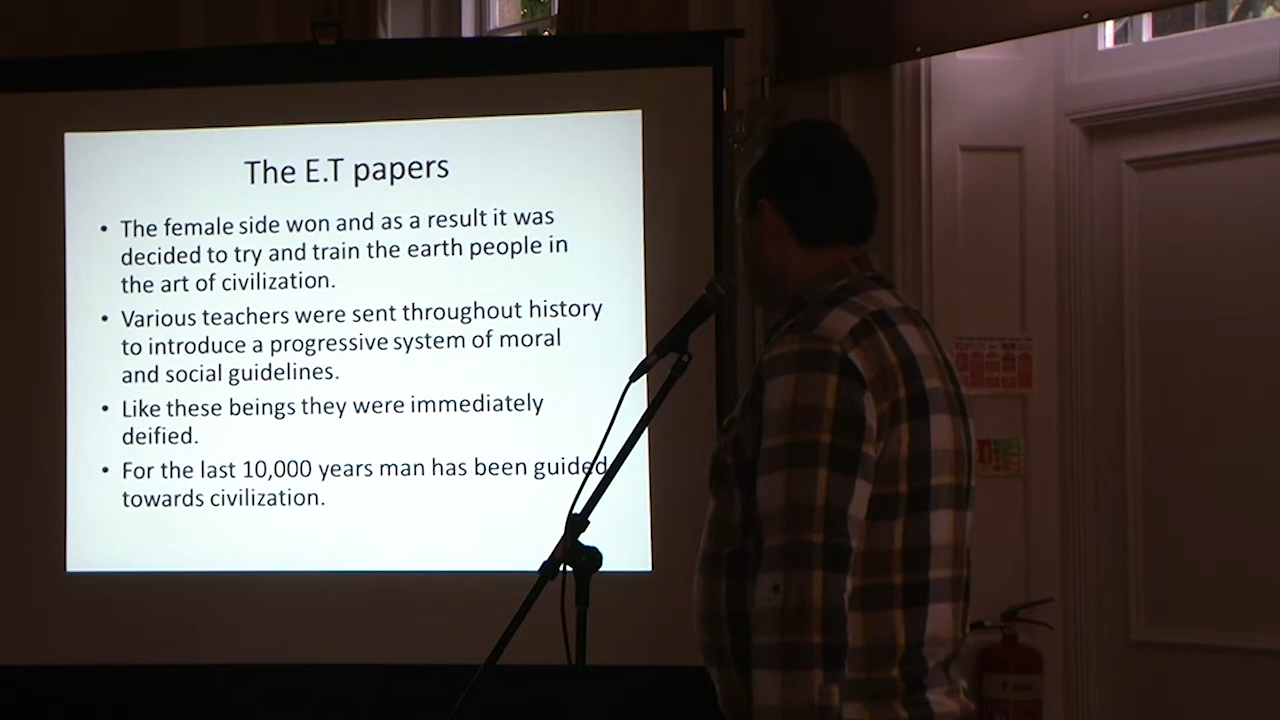 The E.T papers
• The female side won and as a result it was
decided to try and train the earth people in
the art of civilization.
• Various teachers were sent throughout history
to introduce a progressive system of moral
and social guidelines.
• Like these beings they were immediately
deified.
• For the last 10,000 years man has been guided
towards civilization.